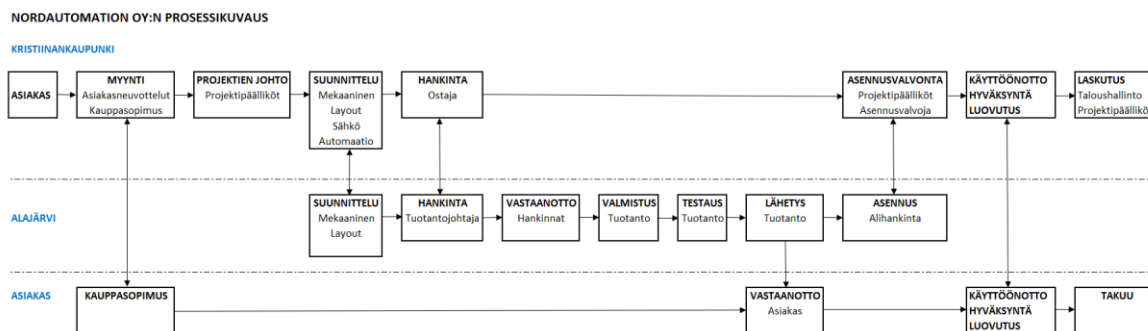 NORDAUTOMATION OY:N PROSESSIKUVAUS
KRISTIINANKAUPUNKI
ASIAKAS
MYYNTI
Asiakasneuvottelut
Kauppasopimus
PROJEKTIEN JOHTO
Projektipäälliköt
SUUNNITTELU
Mekaaninen
Layout
Sähkö
Automaatio
HANKINTA
Ostaja
ASENNUSVALVONTA
Projektipäälliköt
Asennusvalvoja
KÄYTTÖÖNOTTO
HYVÄKSYNTÄ
LUOVUTUS
LASKUTUS
Taloushallinto
Projektipäälliköt
ALAJÄRVI
SUUNNITTELU
Mekaaninen
Layout
HANKINTA
Tuotantojohtaja
VASTAANOTTO
Hankinnat
VALMISTUS
Tuotanto
TESTAUS
Tuotanto
LÄHETYS
Tuotanto
ASENNUS
Alihankinta
ASIAKAS
KAUPPASOPIMUS
VASTAANOTTO
Asiakas
KÄYTTÖÖNOTTO
HYVÄKSYNTÄ
LUOVUTUS
TAKUU